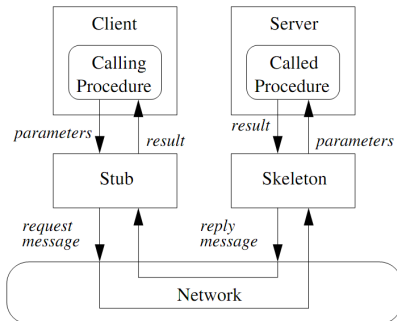 Client
Server
Calling
Procedure
Called
Procedure
parameters
result
result
parameters
Stub
Skeleton
request
message
reply
message
Network